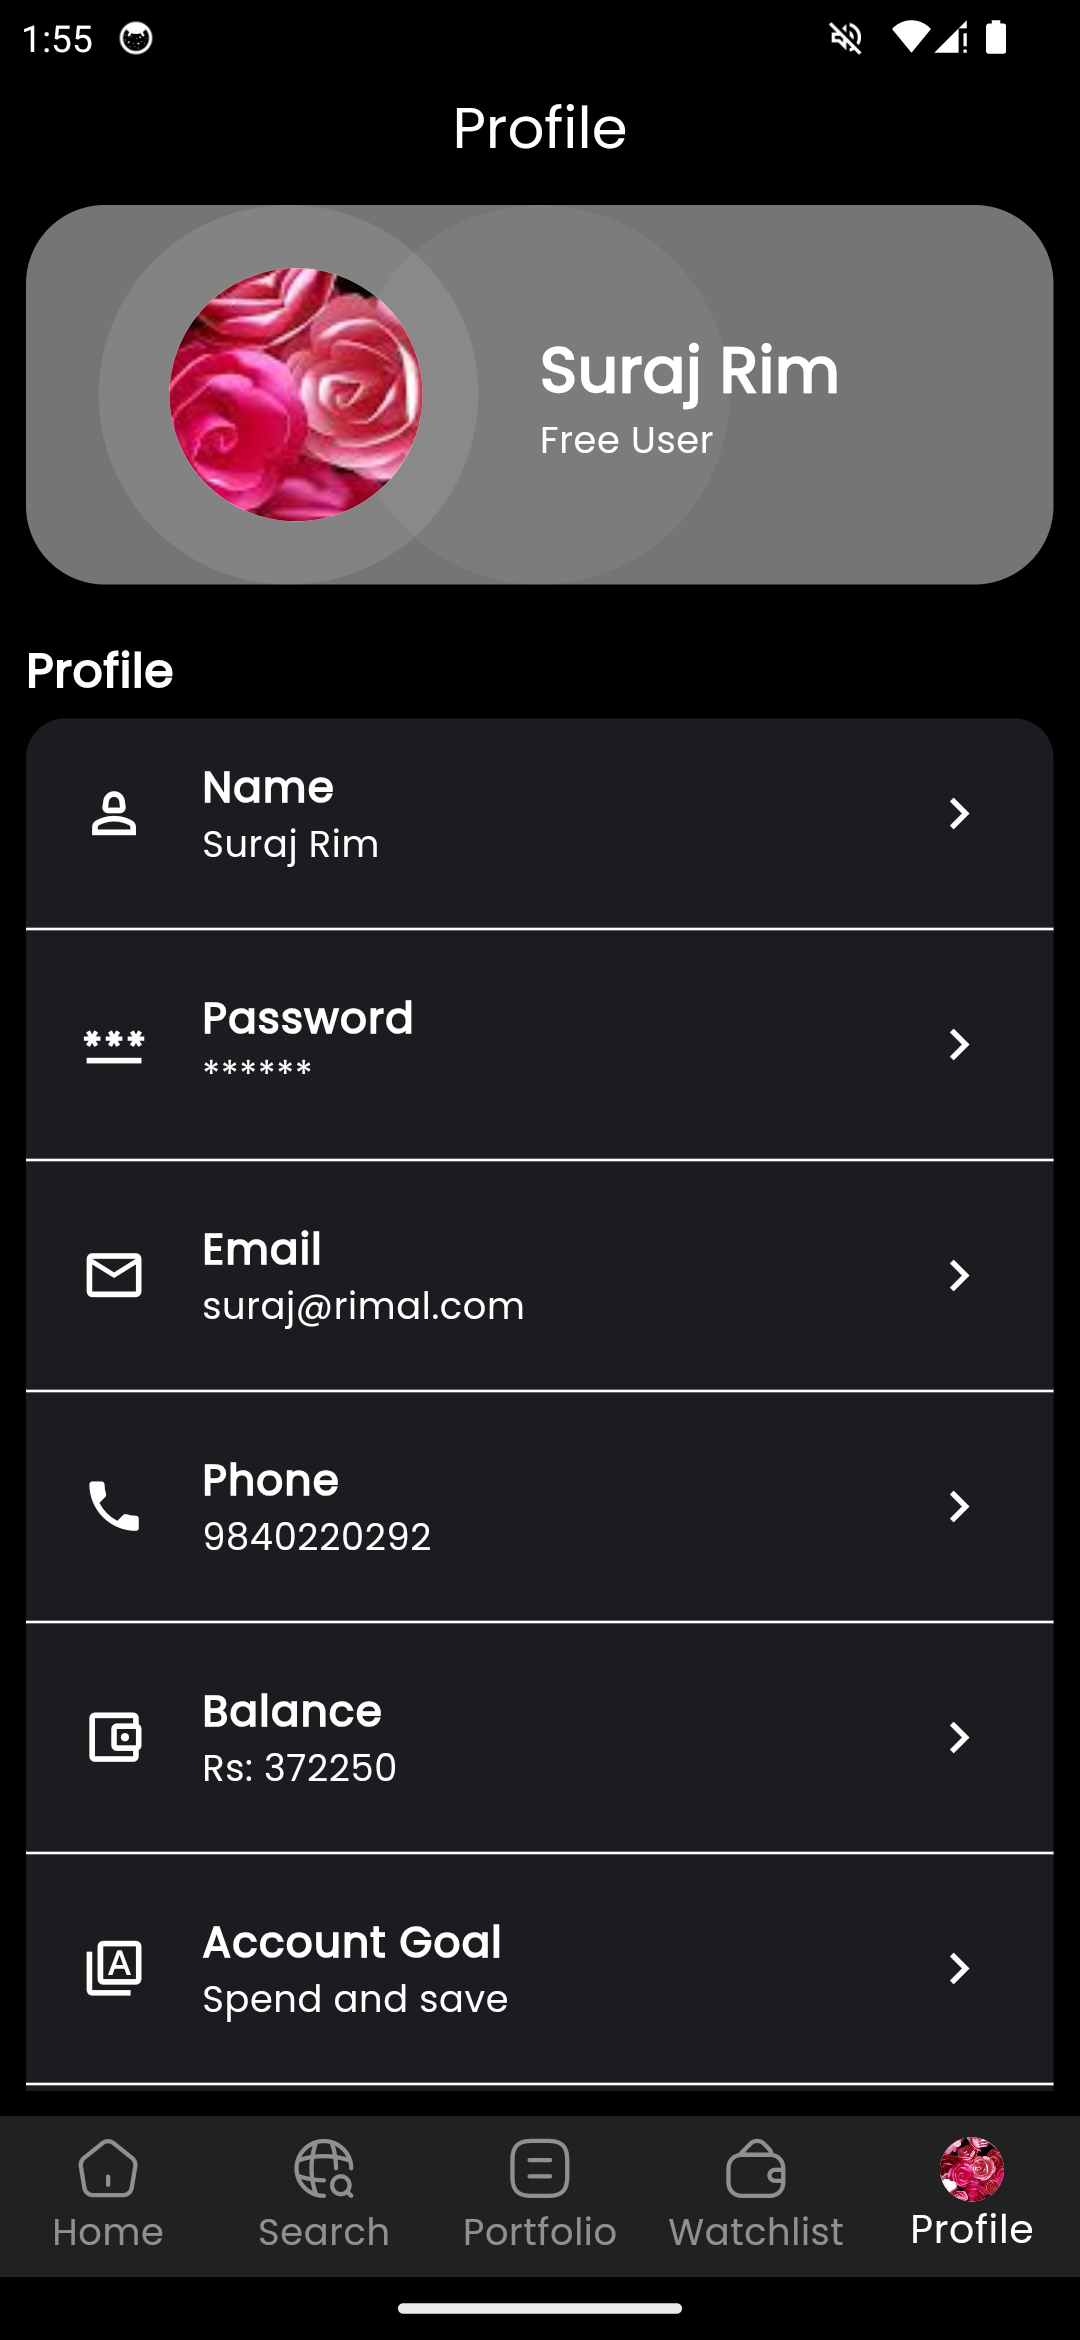 1:55
Profile
Suraj Rim
Free User
Profile
Name
Suraj Rim
Password
******
Email
suraj@rimal.com
Phone
9840220292
Balance
Rs: 372250
Account Goal
Spend and save
Home
Search
Portfolio
Watchlist
Profile